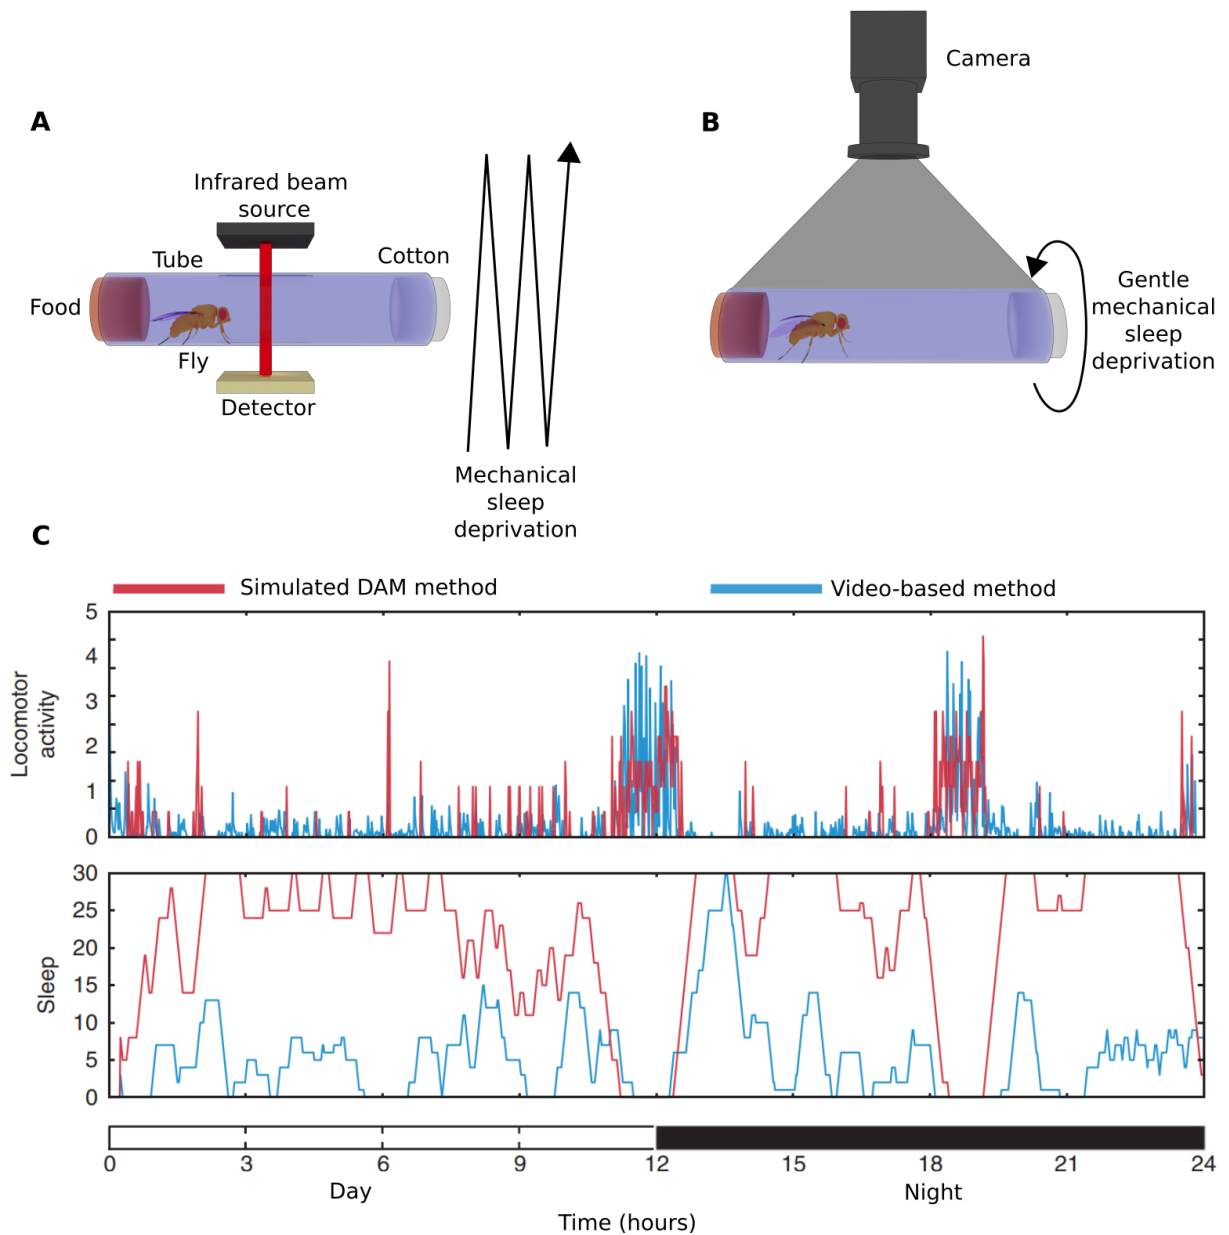 A
B
Camera
Infrared beam
source
Tube
Cotton
Food
Fly
Detector
Mechanical
sleep
deprivation
Gentle
mechanical
sleep
deprivation
C
Simulated DAM method
Video-based method
Locomotor
activity
5
4
3
2
1
0
Sleep
30
25
20
15
10
5
0
0 3 6 9 12 15 18 21 24
Day Night
Time (hours)